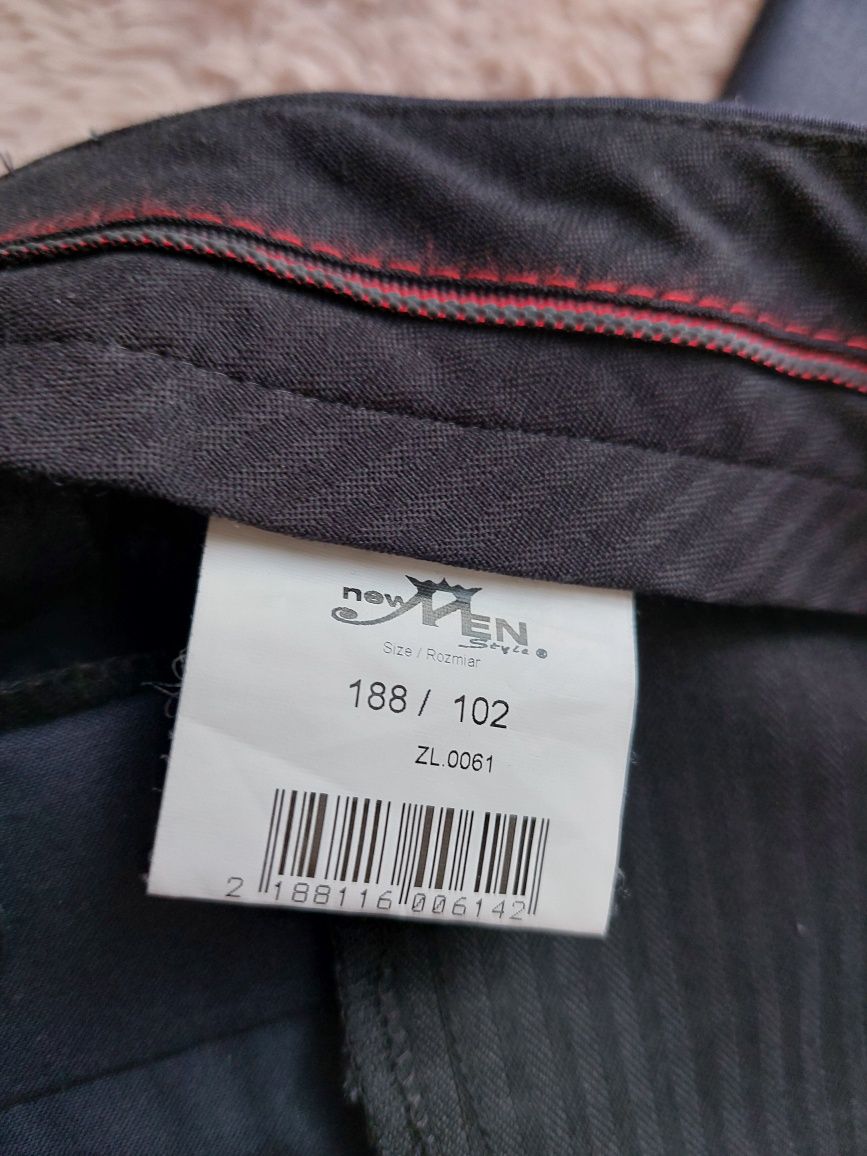 new MEN
Style ®
Size / Rozmiar
188 / 102
ZL.0061
2 188116 006142